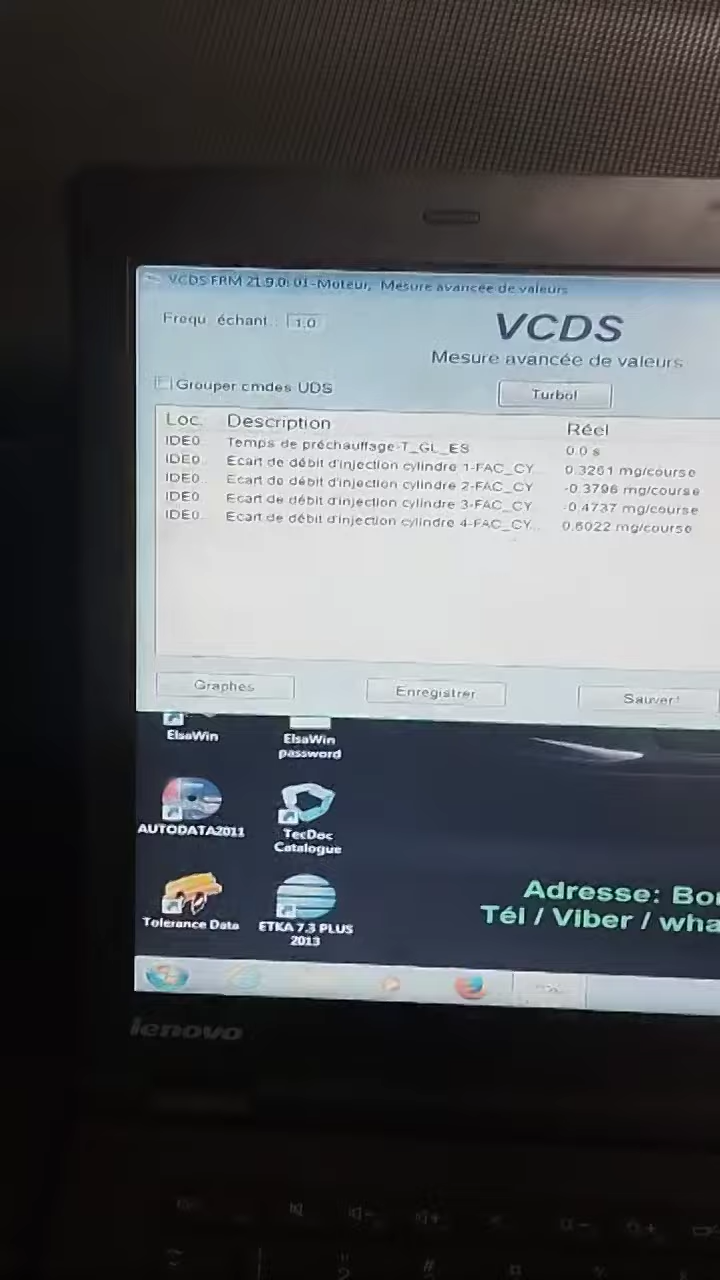 VCDS FRM 21.9.0: 01-Moteur, Mesure avancée de valeurs
Frequ. échant.: 1.0
VCDS
Mesure avancée de valeurs
Grouper cmdes UDS
Turbo!
Loc. Description Réel
IDE0 Temps de préchauffage-T_GL_ES 0.0 s
IDE0 Ecart de débit d'injection cylindre 1-FAC_CY... 0.3261 mg/course
IDE0 Ecart de débit d'injection cylindre 2-FAC_CY -0.3796 mg/course
IDE0 Ecart de débit d'injection cylindre 3-FAC_CY... -0.4737 mg/course
IDE0 Ecart de débit d'injection cylindre 4-FAC_CY... 0.6022 mg/course
Graphes Enregistrer Sauver!
ElsaWin
ElsaWin
password
AUTODATA2011
TecDoc
Catalogue
Tolerance Data
ETKA 7.3 PLUS
2013
Adresse: Bo
Tél / Viber / wha
lenovo